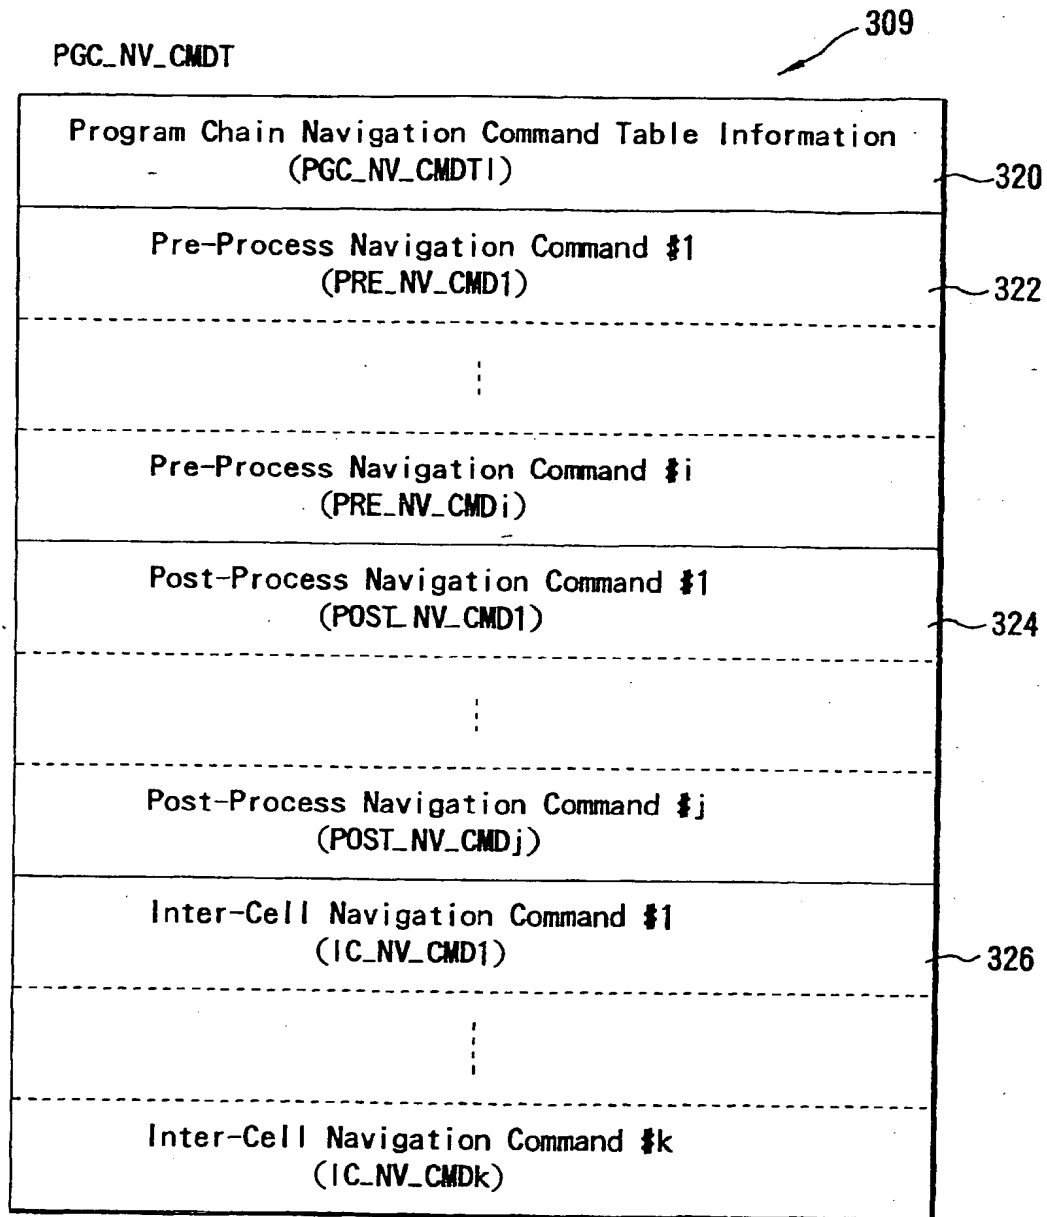 309
PGC_NV_CMDT
Program Chain Navigation Command Table Information
(PGC_NV_CMDTI)
320
Pre-Process Navigation Command #1
(PRE_NV_CMD1)
322
Pre-Process Navigation Command #i
(PRE_NV_CMDi)
Post-Process Navigation Command #1
(POST_NV_CMD1)
324
Post-Process Navigation Command #j
(POST_NV_CMDj)
Inter-Cell Navigation Command #1
(IC_NV_CMD1)
326
Inter-Cell Navigation Command #k
(IC_NV_CMDk)